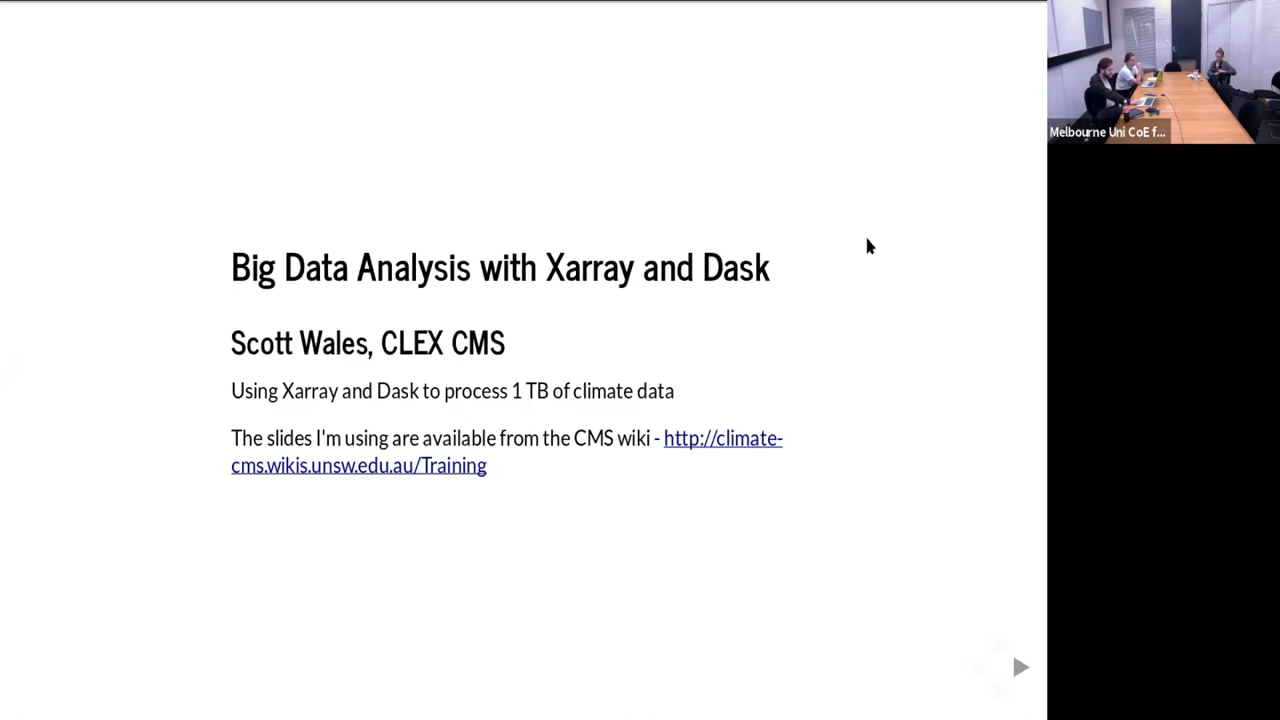 Big Data Analysis with Xarray and Dask
Scott Wales, CLEX CMS
Using Xarray and Dask to process 1 TB of climate data
The slides I'm using are available from the CMS wiki - http://climate-
cms.wikis.unsw.edu.au/Training
Melbourne Uni CoE f...